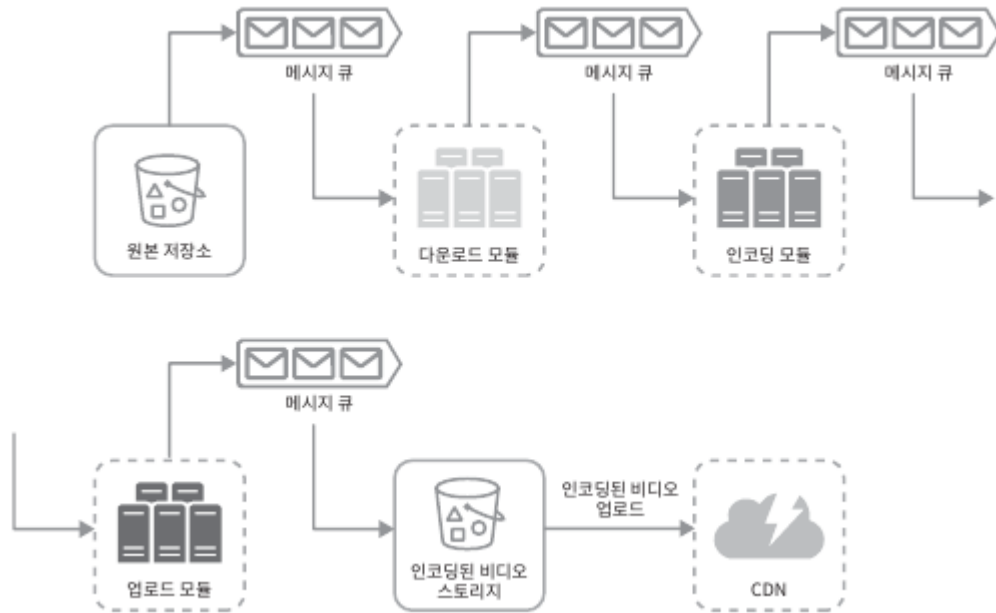 메시지 큐
메시지 큐
메시지 큐
원본 저장소
다운로드 모듈
인코딩 모듈
메시지 큐
업로드 모듈
인코딩된 비디오
스토리지
인코딩된 비디오
업로드
CDN